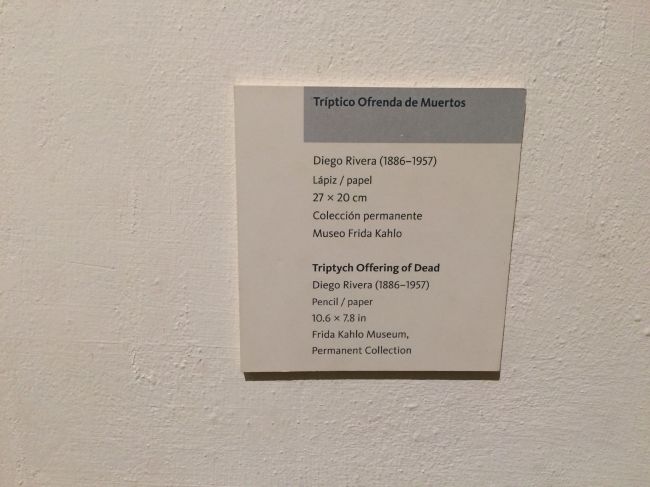 Tríptico Ofrenda de Muertos
Diego Rivera (1886–1957)
Lápiz / papel
27 × 20 cm
Colección permanente
Museo Frida Kahlo
Triptych Offering of Dead
Diego Rivera (1886–1957)
Pencil / paper
10.6 × 7.8 in
Frida Kahlo Museum,
Permanent Collection